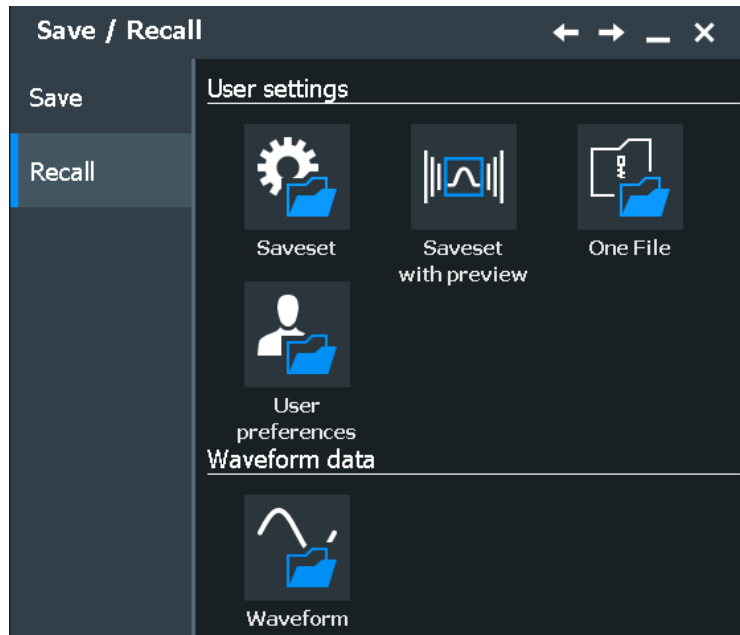 Save / Recall
Save
Recall
User settings
Saveset
Saveset
with preview
One File
User
preferences
Waveform data
Waveform